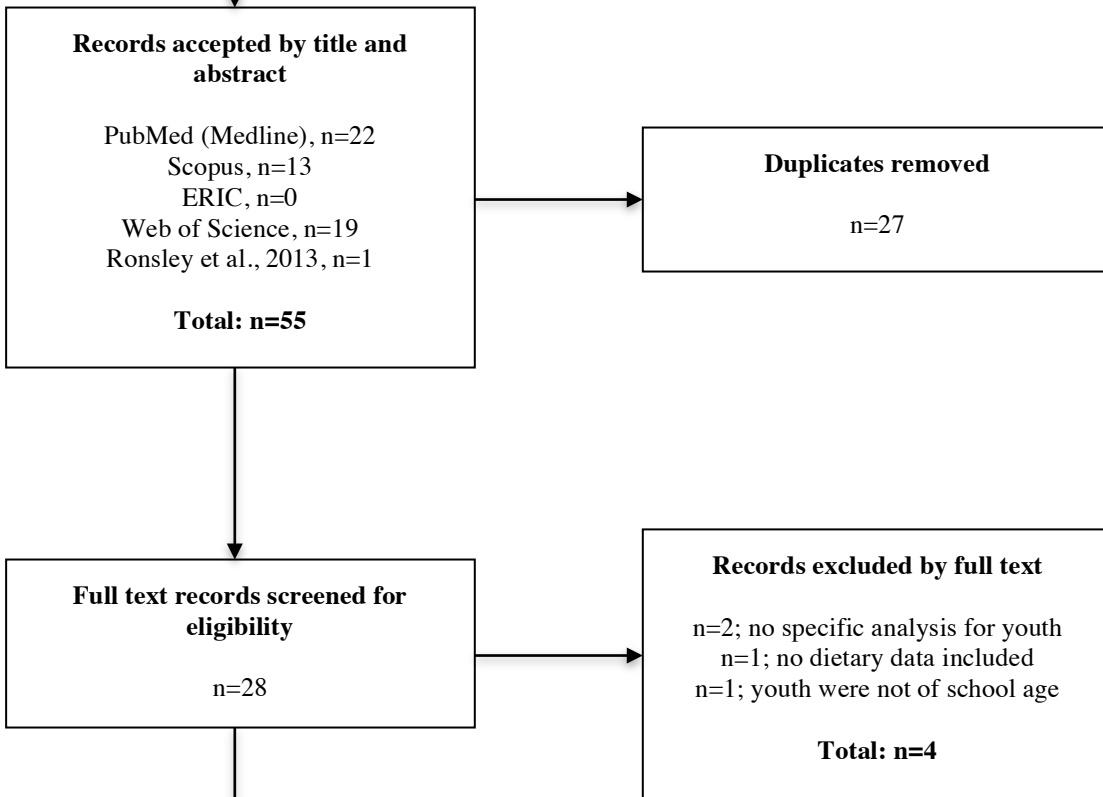 Records accepted by title and
abstract
PubMed (Medline), n=22
Scopus, n=13
ERIC, n=0
Web of Science, n=19
Ronsley et al., 2013, n=1
Total: n=55
Duplicates removed
n=27
Full text records screened for
eligibility
n=28
Records excluded by full text
n=2; no specific analysis for youth
n=1; no dietary data included
n=1; youth were not of school age
Total: n=4